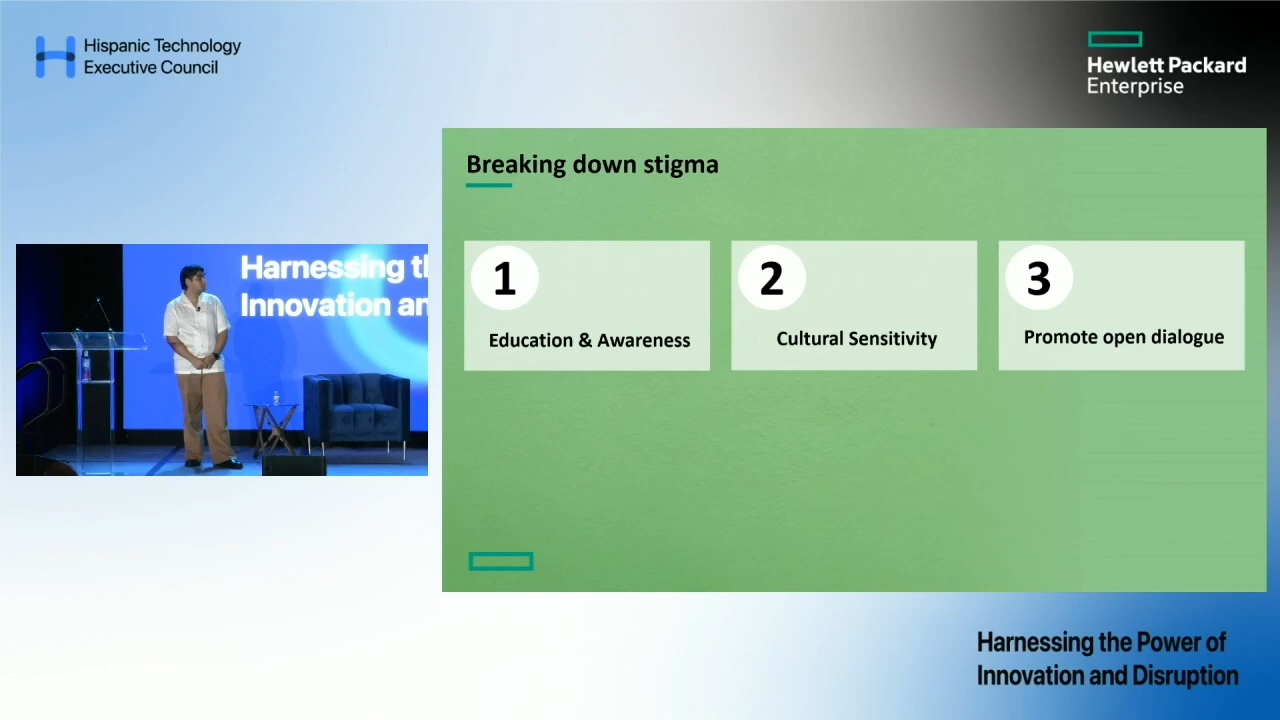 Hispanic Technology
Executive Council
Hewlett Packard
Enterprise
Breaking down stigma
1
Education & Awareness
2
Cultural Sensitivity
3
Promote open dialogue
Harnessing t
Innovation an
Harnessing the Power of
Innovation and Disruption